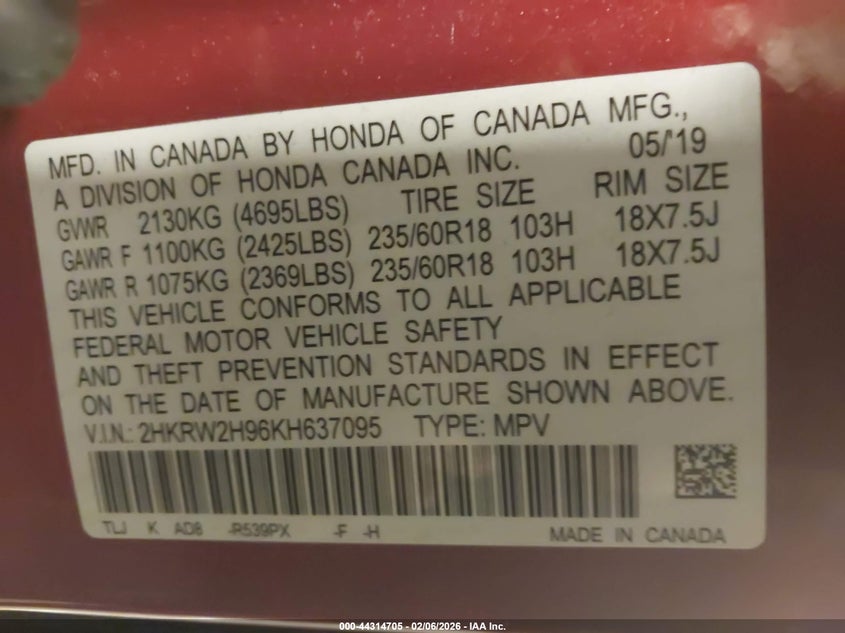 MFD. IN CANADA BY HONDA OF CANADA MFG.,
A DIVISION OF HONDA CANADA INC. 05/'19
GVWR 2130KG (4695LBS) TIRE SIZE RIM SIZE
GAWR F 1100KG (2425LBS) 235/60R18 103H 18X7.5J
GAWR R 1075KG (2369LBS) 235/60R18 103H 18X7.5J
THIS VEHICLE CONFORMS TO ALL APPLICABLE
FEDERAL MOTOR VEHICLE SAFETY
AND THEFT PREVENTION STANDARDS IN EFFECT
ON THE DATE OF MANUFACTURE SHOWN ABOVE.
V.I.N.: 2HKRW2H96KH637095 TYPE: MPV
TLJ K AD8 -R539PX -F -H MADE IN CANADA
000-44314705 - 02/06/2026 - IAA Inc.